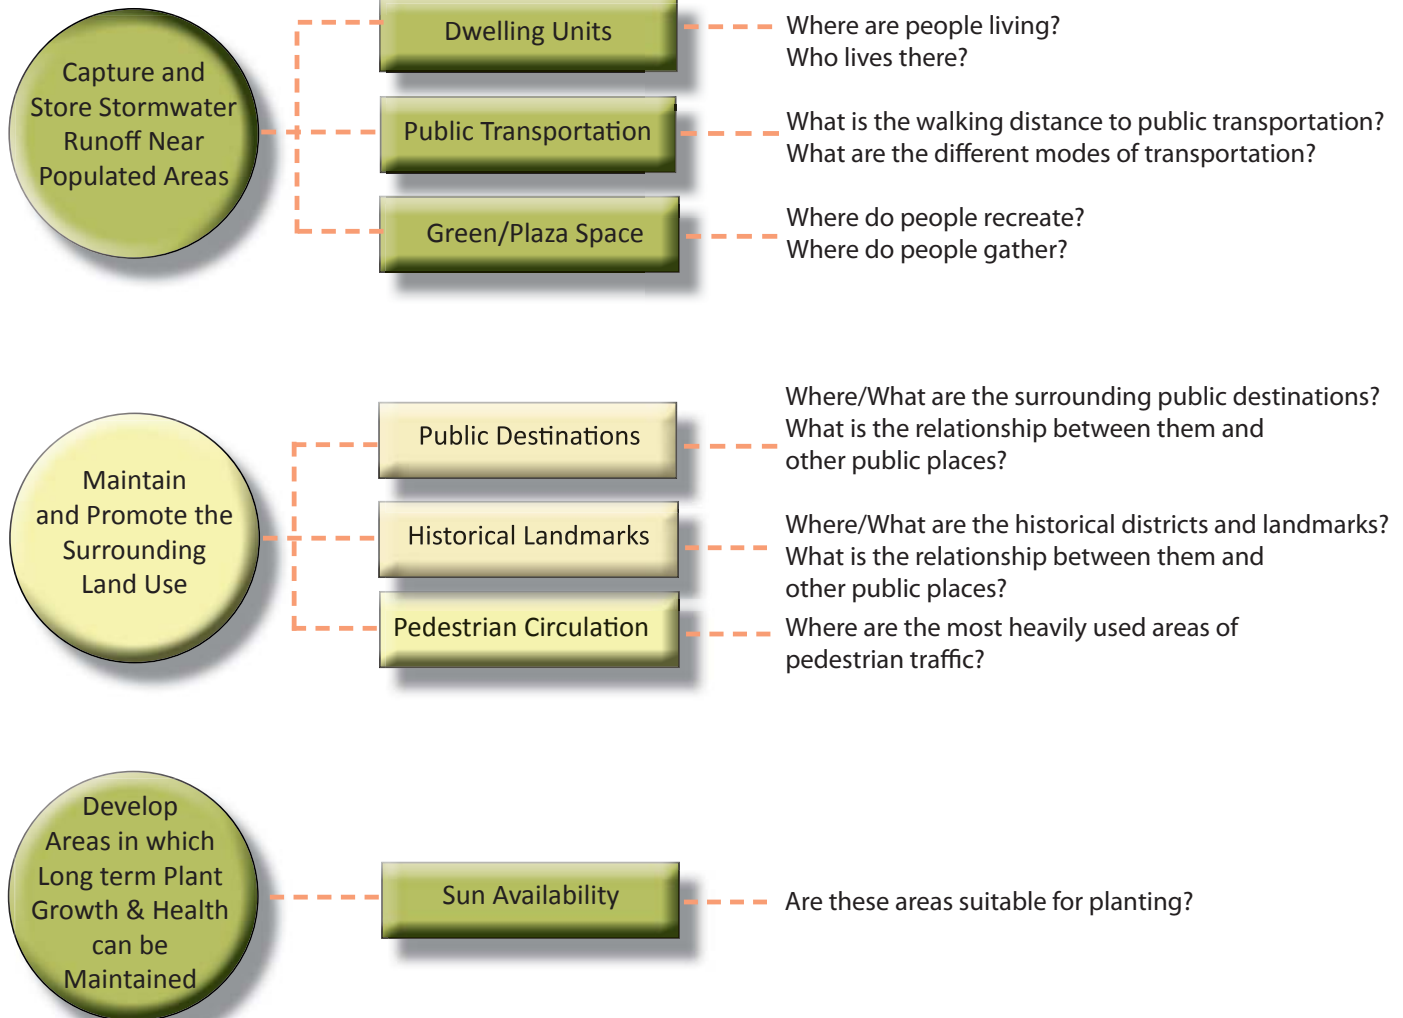 Capture and
Store Stormwater
Runoff Near
Populated Areas
Dwelling Units
Where are people living?
Who lives there?
Public Transportation
What is the walking distance to public transportation?
What are the different modes of transportation?
Green/Plaza Space
Where do people recreate?
Where do people gather?
Maintain
and Promote the
Surrounding
Land Use
Public Destinations
Where/What are the surrounding public destinations?
What is the relationship between them and
other public places?
Historical Landmarks
Where/What are the historical districts and landmarks?
What is the relationship between them and
other public places?
Pedestrian Circulation
Where are the most heavily used areas of
pedestrian traffic?
Develop
Areas in which
Long term Plant
Growth & Health
can be
Maintained
Sun Availability
Are these areas suitable for planting?